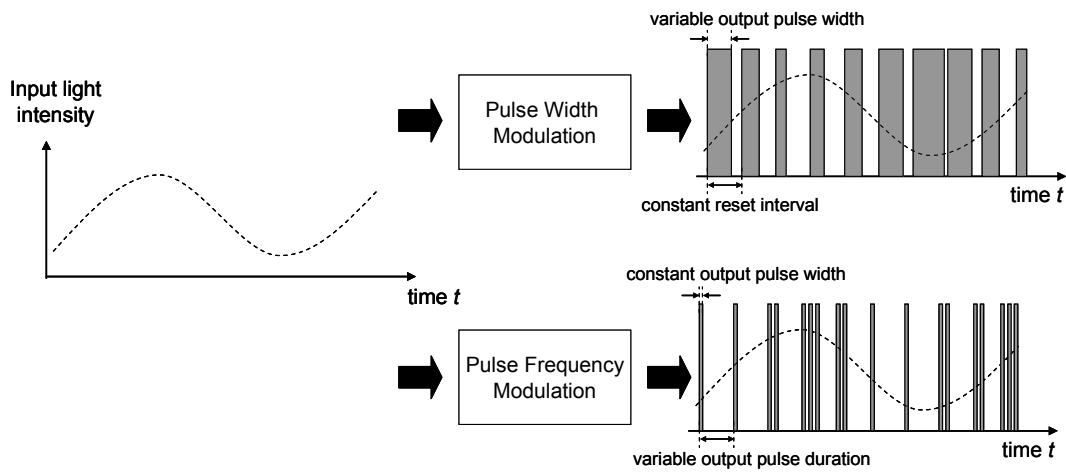 Input light
intensity
time t
Pulse Width
Modulation
variable output pulse width
constant reset interval
time t
Pulse Frequency
Modulation
constant output pulse width
variable output pulse duration
time t